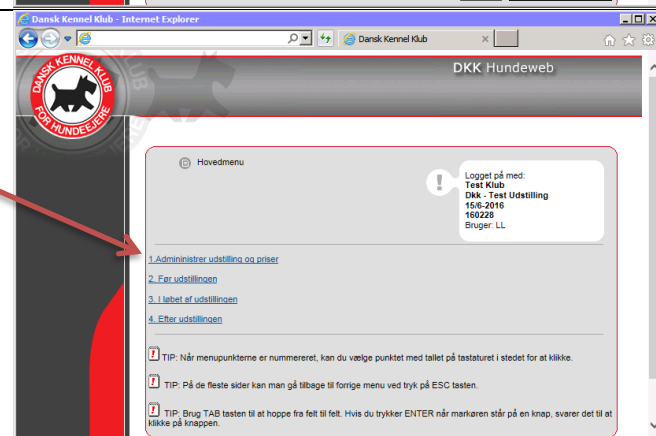 Dansk Kennel Klub - Internet Explorer
Dansk Kennel Klub
DANSK KENNEL KLUB
FOR HUNDEEJERE
DKK Hundeweb
Hovedmenu
Logget på med:
Test Klub
Dkk - Test Udstilling
15/6-2016
160228
Bruger: LL
1.Admininistrer udstilling og priser
2. Før udstillingen
3. I løbet af udstillingen
4. Efter udstillingen
TIP: Når menupunkterne er nummereret, kan du vælge punktet med tallet på tastaturet i stedet for at klikke.
TIP: På de fleste sider kan man gå tilbage til forrige menu ved tryk på ESC tasten.
TIP: Brug TAB tasten til at hoppe fra felt til felt. Hvis du trykker ENTER når markøren står på en knap, svarer det til at
klikke på knappen.